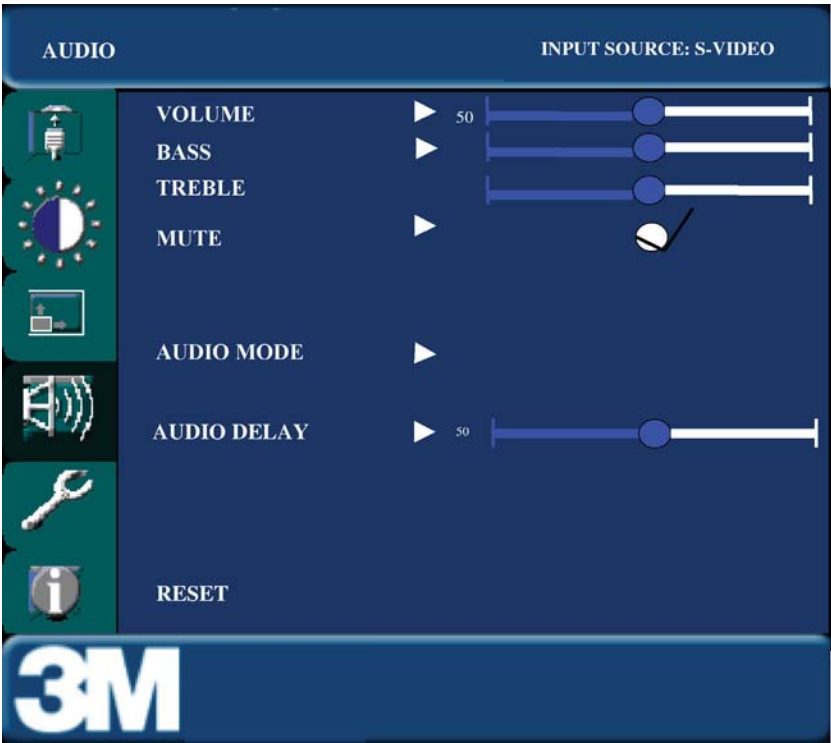 AUDIO
INPUT SOURCE: S-VIDEO
VOLUME 50
BASS
TREBLE
MUTE
AUDIO MODE
AUDIO DELAY 50
RESET
3M